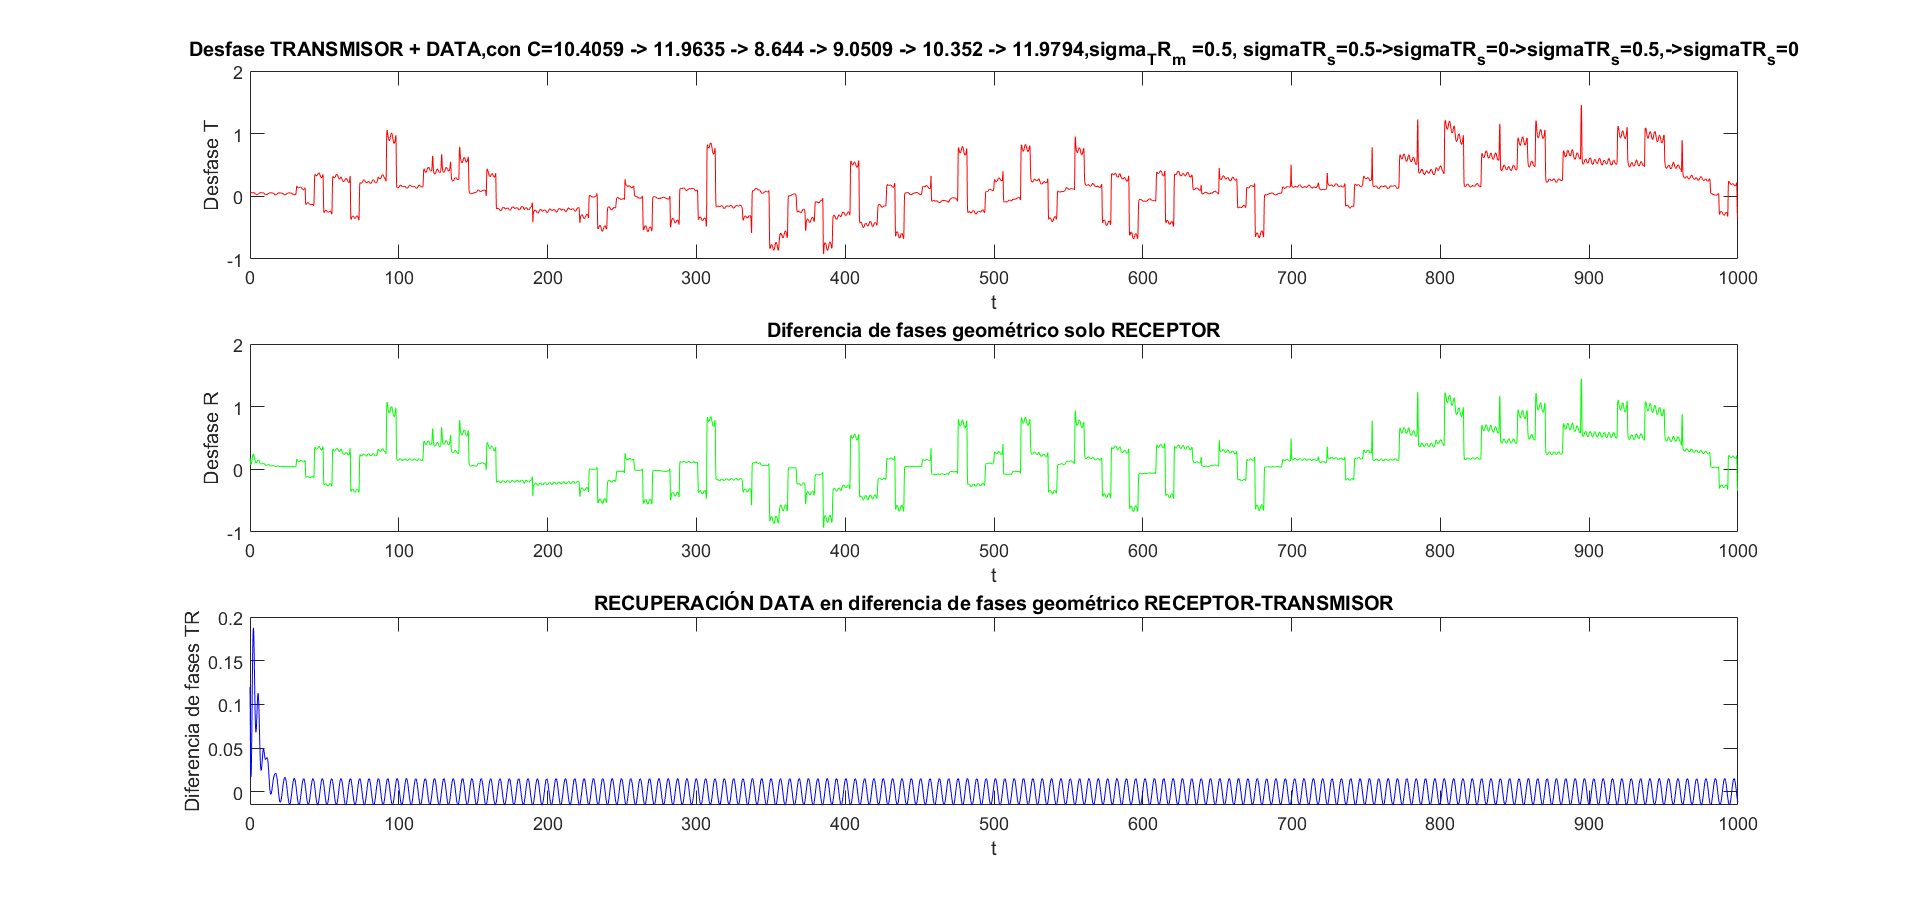 Desfase TRANSMISOR + DATA,con C=10.4059 -> 11.9635 -> 8.644 -> 9.0509 -> 10.352 -> 11.9794,sigma_TR_m =0.5, sigmaTR_s=0.5->sigmaTR_s=0->sigmaTR_s=0.5,->sigmaTR_s=0
2
1
0
-1
Desfase T
0 100 200 300 400 500 600 700 800 900 1000
t
Diferencia de fases geométrico solo RECEPTOR
2
1
0
-1
Desfase R
0 100 200 300 400 500 600 700 800 900 1000
t
RECUPERACIÓN DATA en diferencia de fases geométrico RECEPTOR-TRANSMISOR
0.2
0.15
0.1
0.05
0
Diferencia de fases TR
0 100 200 300 400 500 600 700 800 900 1000
t